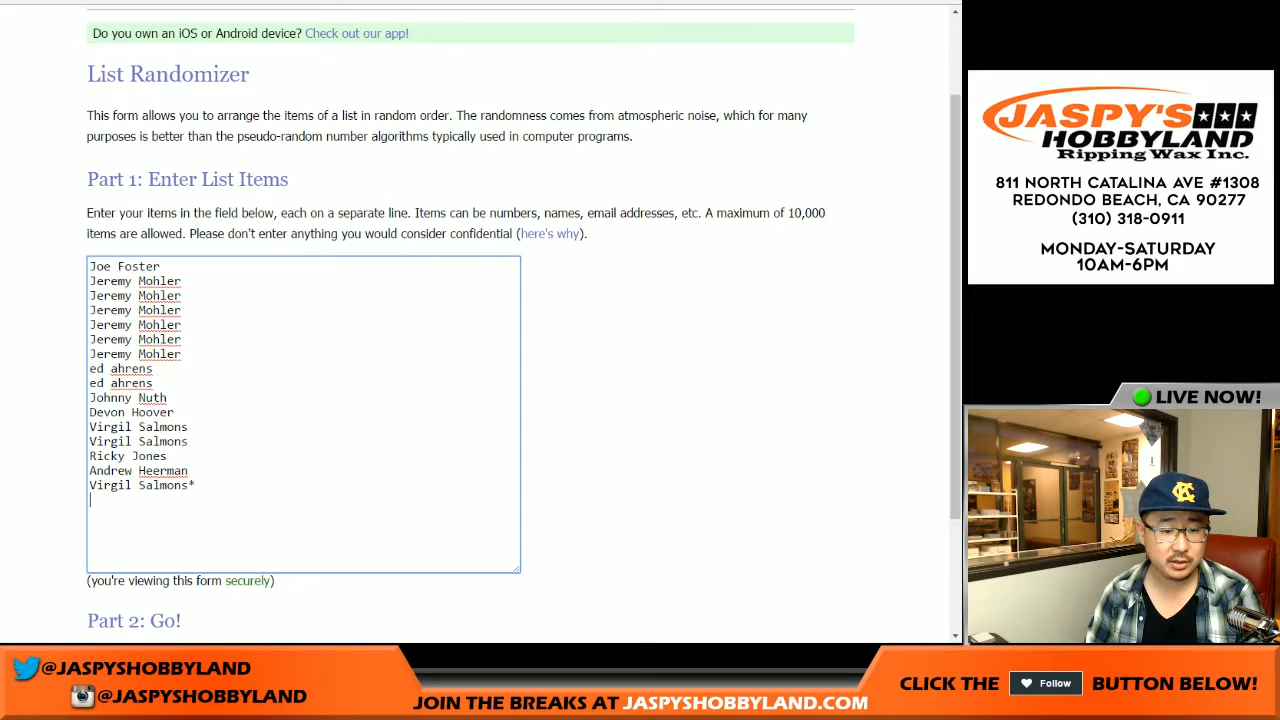 Do you own an iOS or Android device? Check out our app!
List Randomizer
This form allows you to arrange the items of a list in random order. The randomness comes from atmospheric noise, which for many
purposes is better than the pseudo-random number algorithms typically used in computer programs.
Part 1: Enter List Items
Enter your items in the field below, each on a separate line. Items can be numbers, names, email addresses, etc. A maximum of 10,000
items are allowed. Please don't enter anything you would consider confidential (here's why).
Joe Foster
Jeremy Mohler
Jeremy Mohler
Jeremy Mohler
Jeremy Mohler
Jeremy Mohler
Jeremy Mohler
ed ahrens
ed ahrens
Johnny Nuth
Devon Hoover
Virgil Salmons
Virgil Salmons
Ricky Jones
Andrew Heerman
Virgil Salmons*
(you're viewing this form securely)
Part 2: Go!
JASPY'S
HOBBYLAND
Ripping Wax Inc.
811 NORTH CATALINA AVE #1308
REDONDO BEACH, CA 90277
(310) 318-0911
MONDAY-SATURDAY
10AM-6PM
LIVE NOW!
KC
@JASPYSHOBBYLAND
@JASPYSHOBBYLAND
JOIN THE BREAKS AT JASPYSHOBBYLAND.COM
CLICK THE Follow BUTTON BELOW!